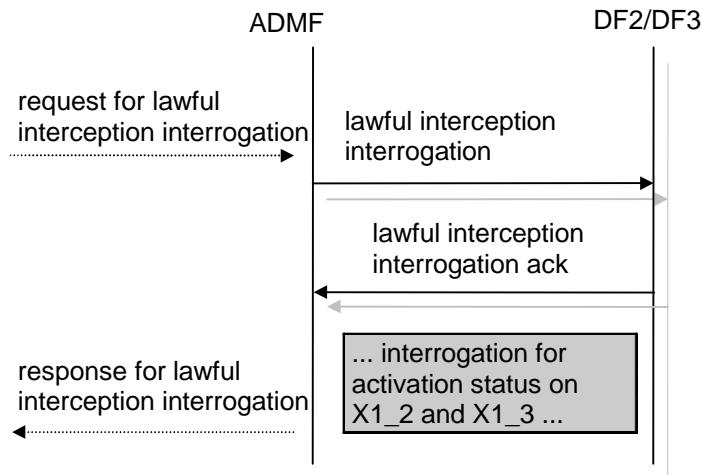 ADMF
DF2/DF3
request for lawful
interception interrogation
lawful interception
interrogation
lawful interception
interrogation ack
... interrogation for
activation status on
X1_2 and X1_3 ...
response for lawful
interception interrogation